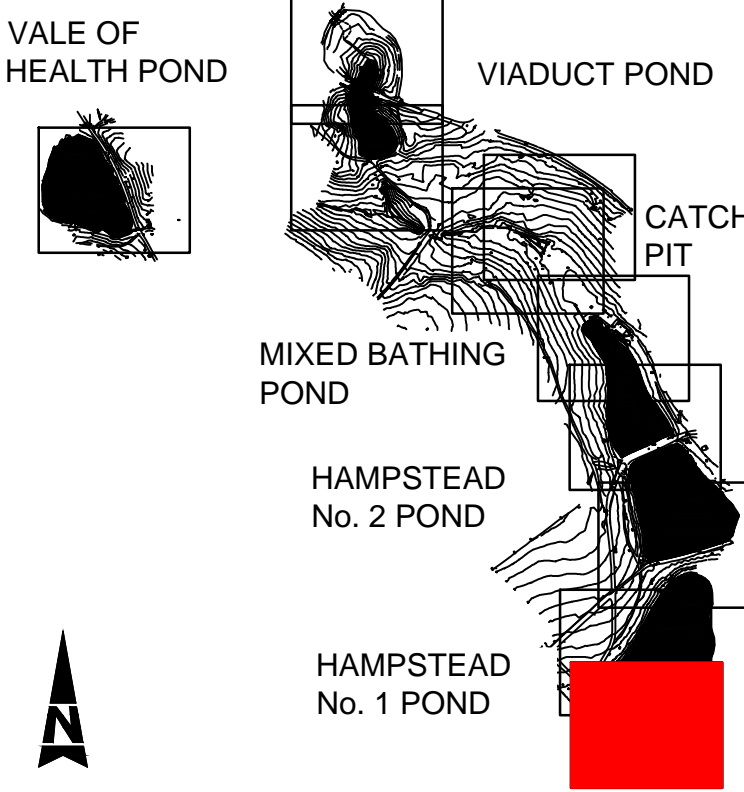 VALE OF
HEALTH POND
VIADUCT POND
CATCH
PIT
MIXED BATHING
POND
HAMPSTEAD
No. 2 POND
HAMPSTEAD
No. 1 POND
N